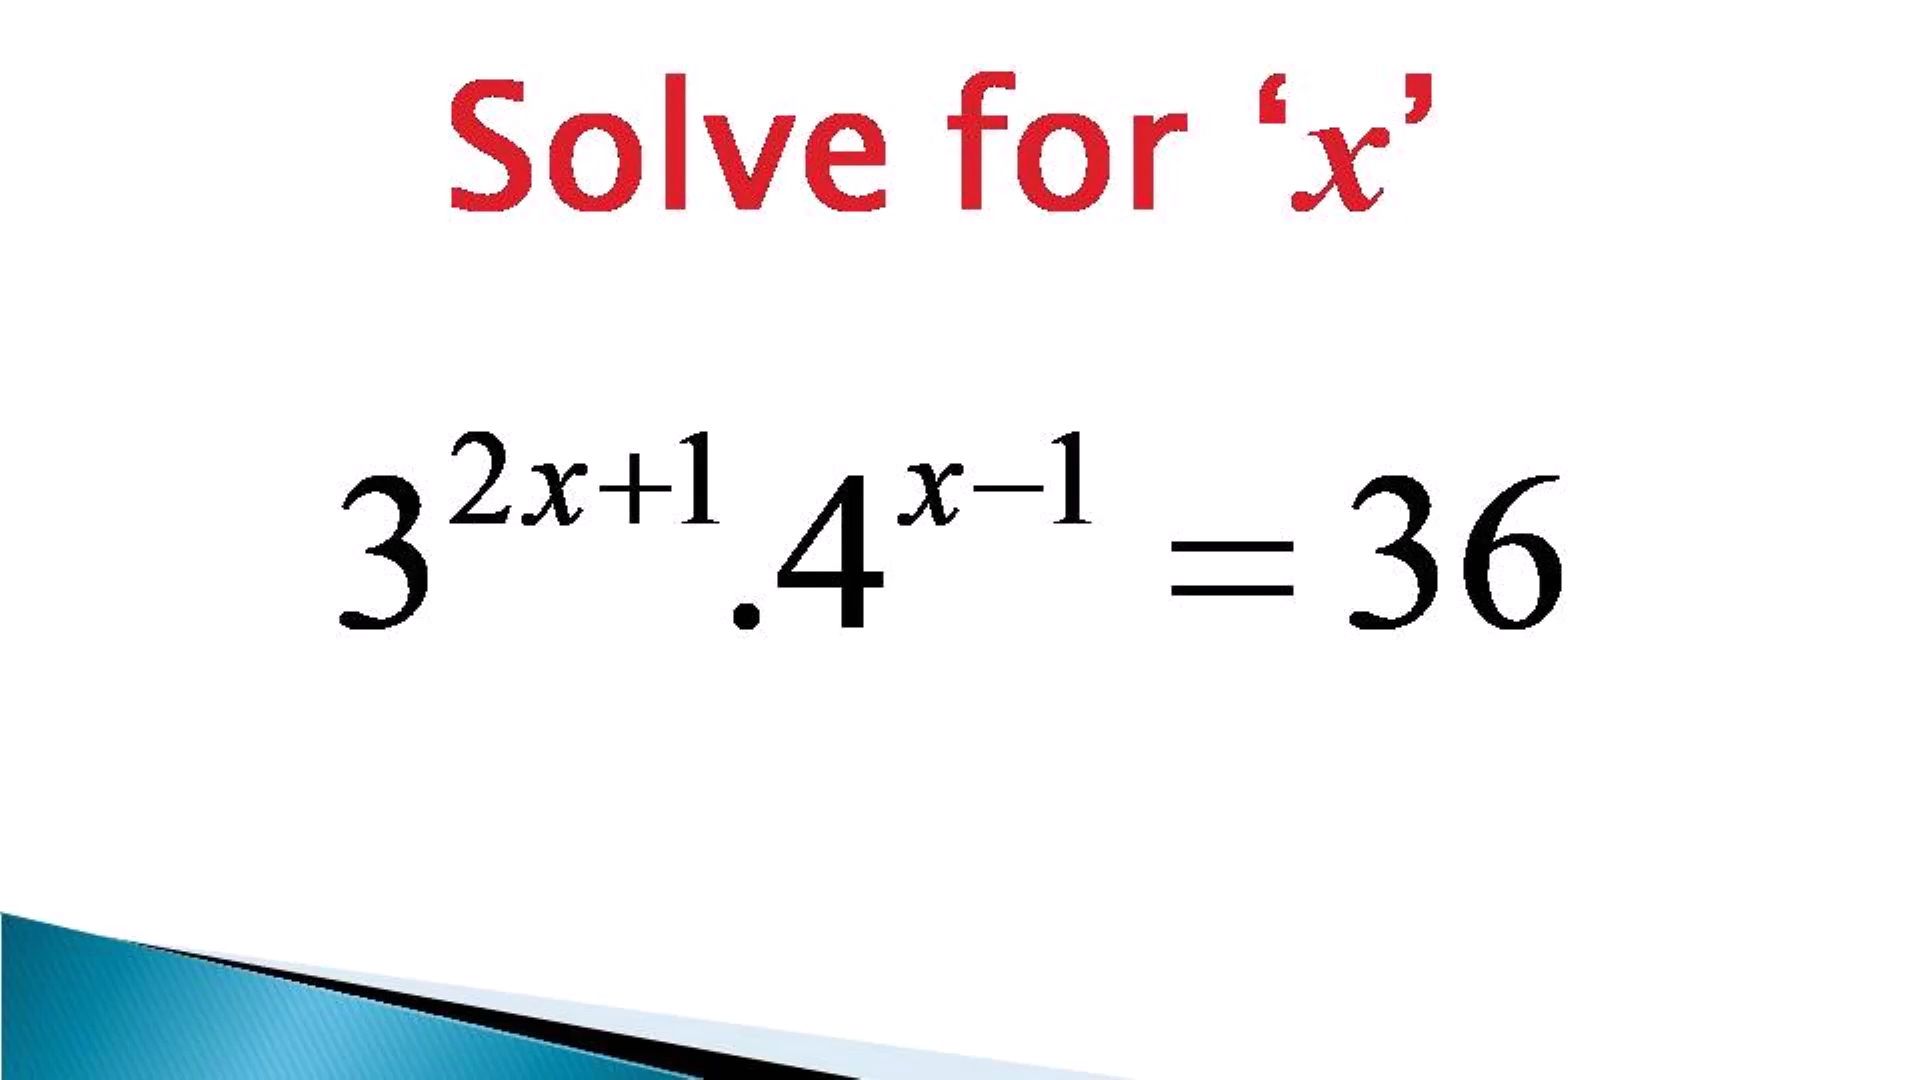 Solve for ‘x’
3^{2x+1}.4^{x−1} = 36